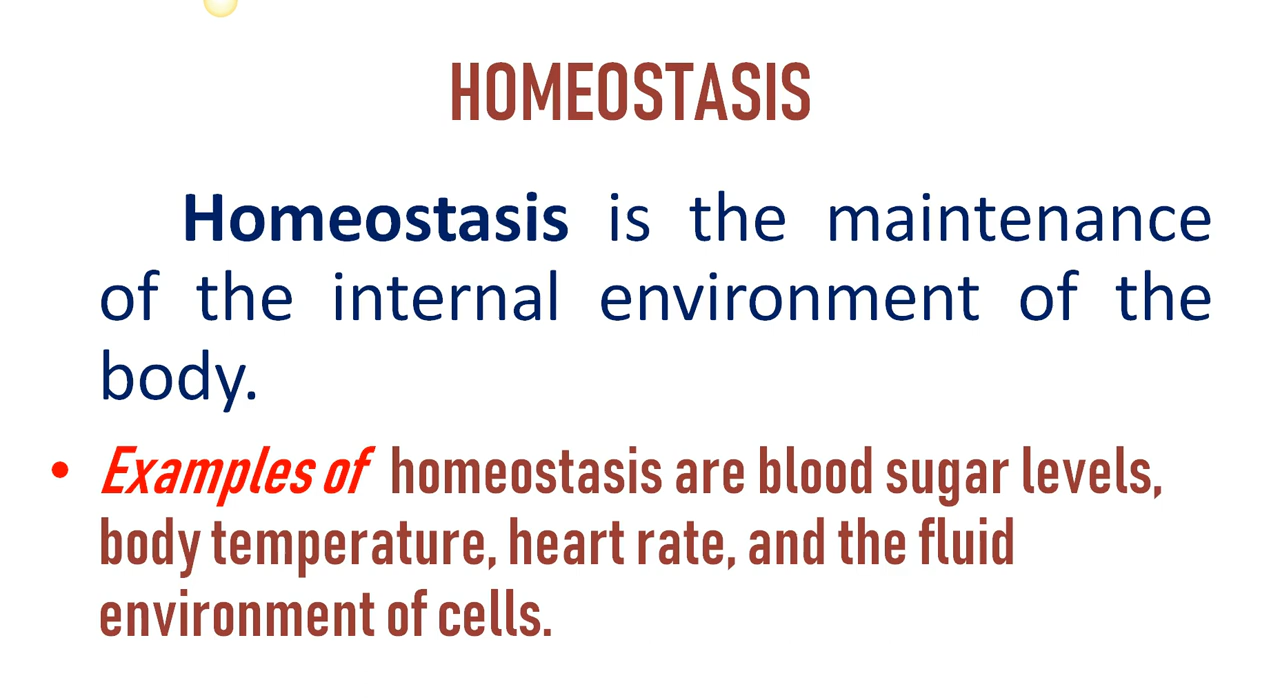 HOMEOSTASIS
Homeostasis is the maintenance
of the internal environment of the
body.
• Examples of homeostasis are blood sugar levels,
body temperature, heart rate, and the fluid
environment of cells.